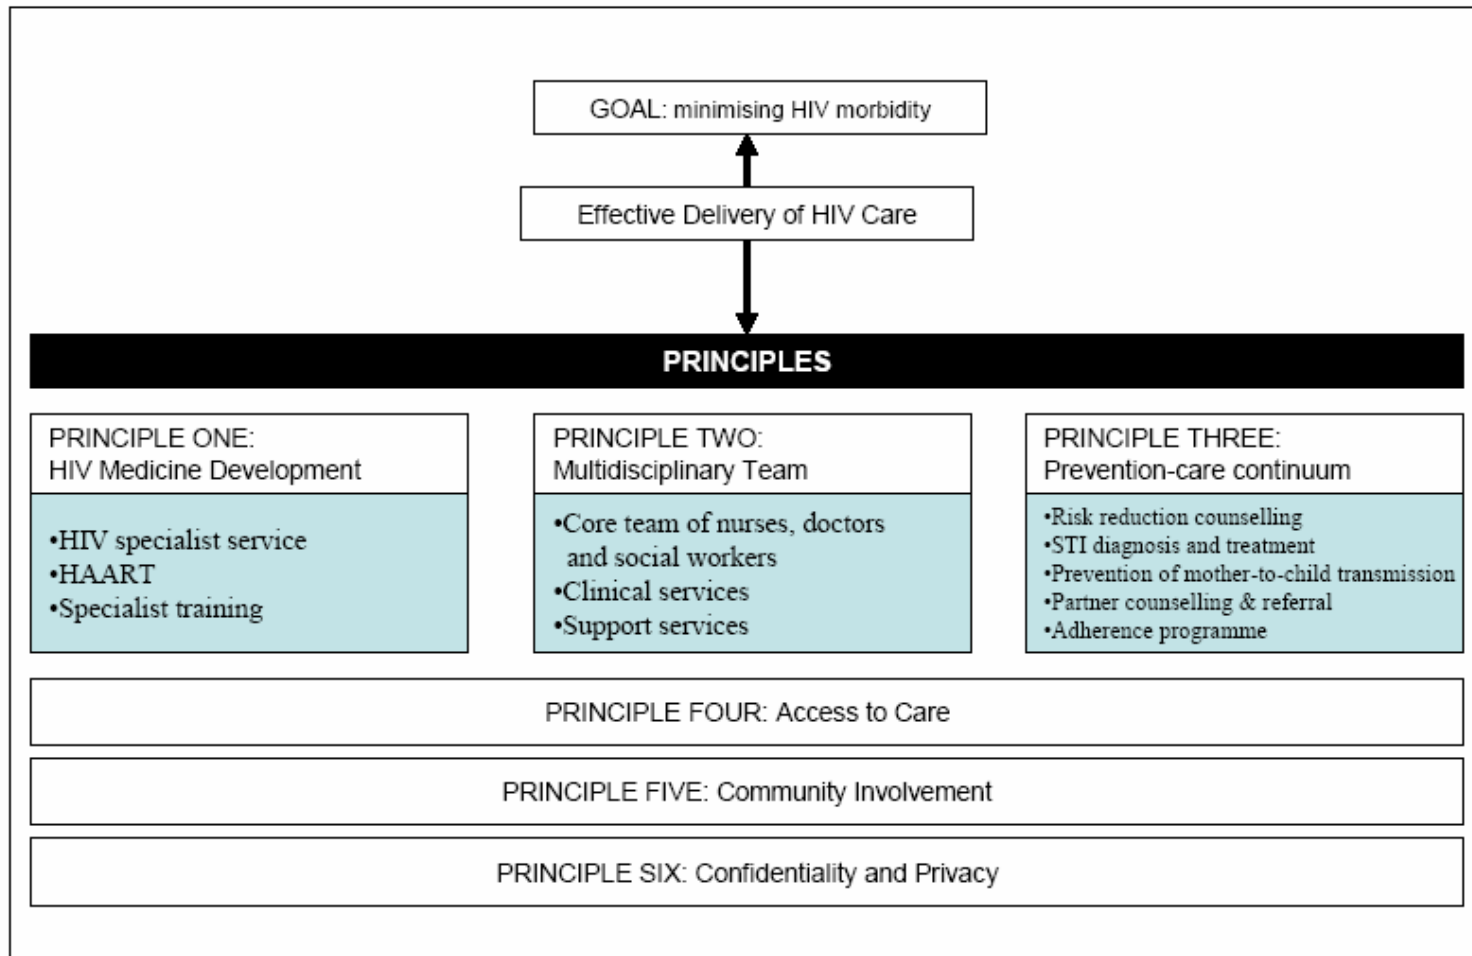 GOAL: minimising HIV morbidity
Effective Delivery of HIV Care
PRINCIPLES
PRINCIPLE ONE:
HIV Medicine Development
•HIV specialist service
•HAART
•Specialist training
PRINCIPLE TWO:
Multidisciplinary Team
•Core team of nurses, doctors
and social workers
•Clinical services
•Support services
PRINCIPLE THREE:
Prevention-care continuum
•Risk reduction counselling
•STI diagnosis and treatment
•Prevention of mother-to-child transmission
•Partner counselling & referral
•Adherence programme
PRINCIPLE FOUR: Access to Care
PRINCIPLE FIVE: Community Involvement
PRINCIPLE SIX: Confidentiality and Privacy